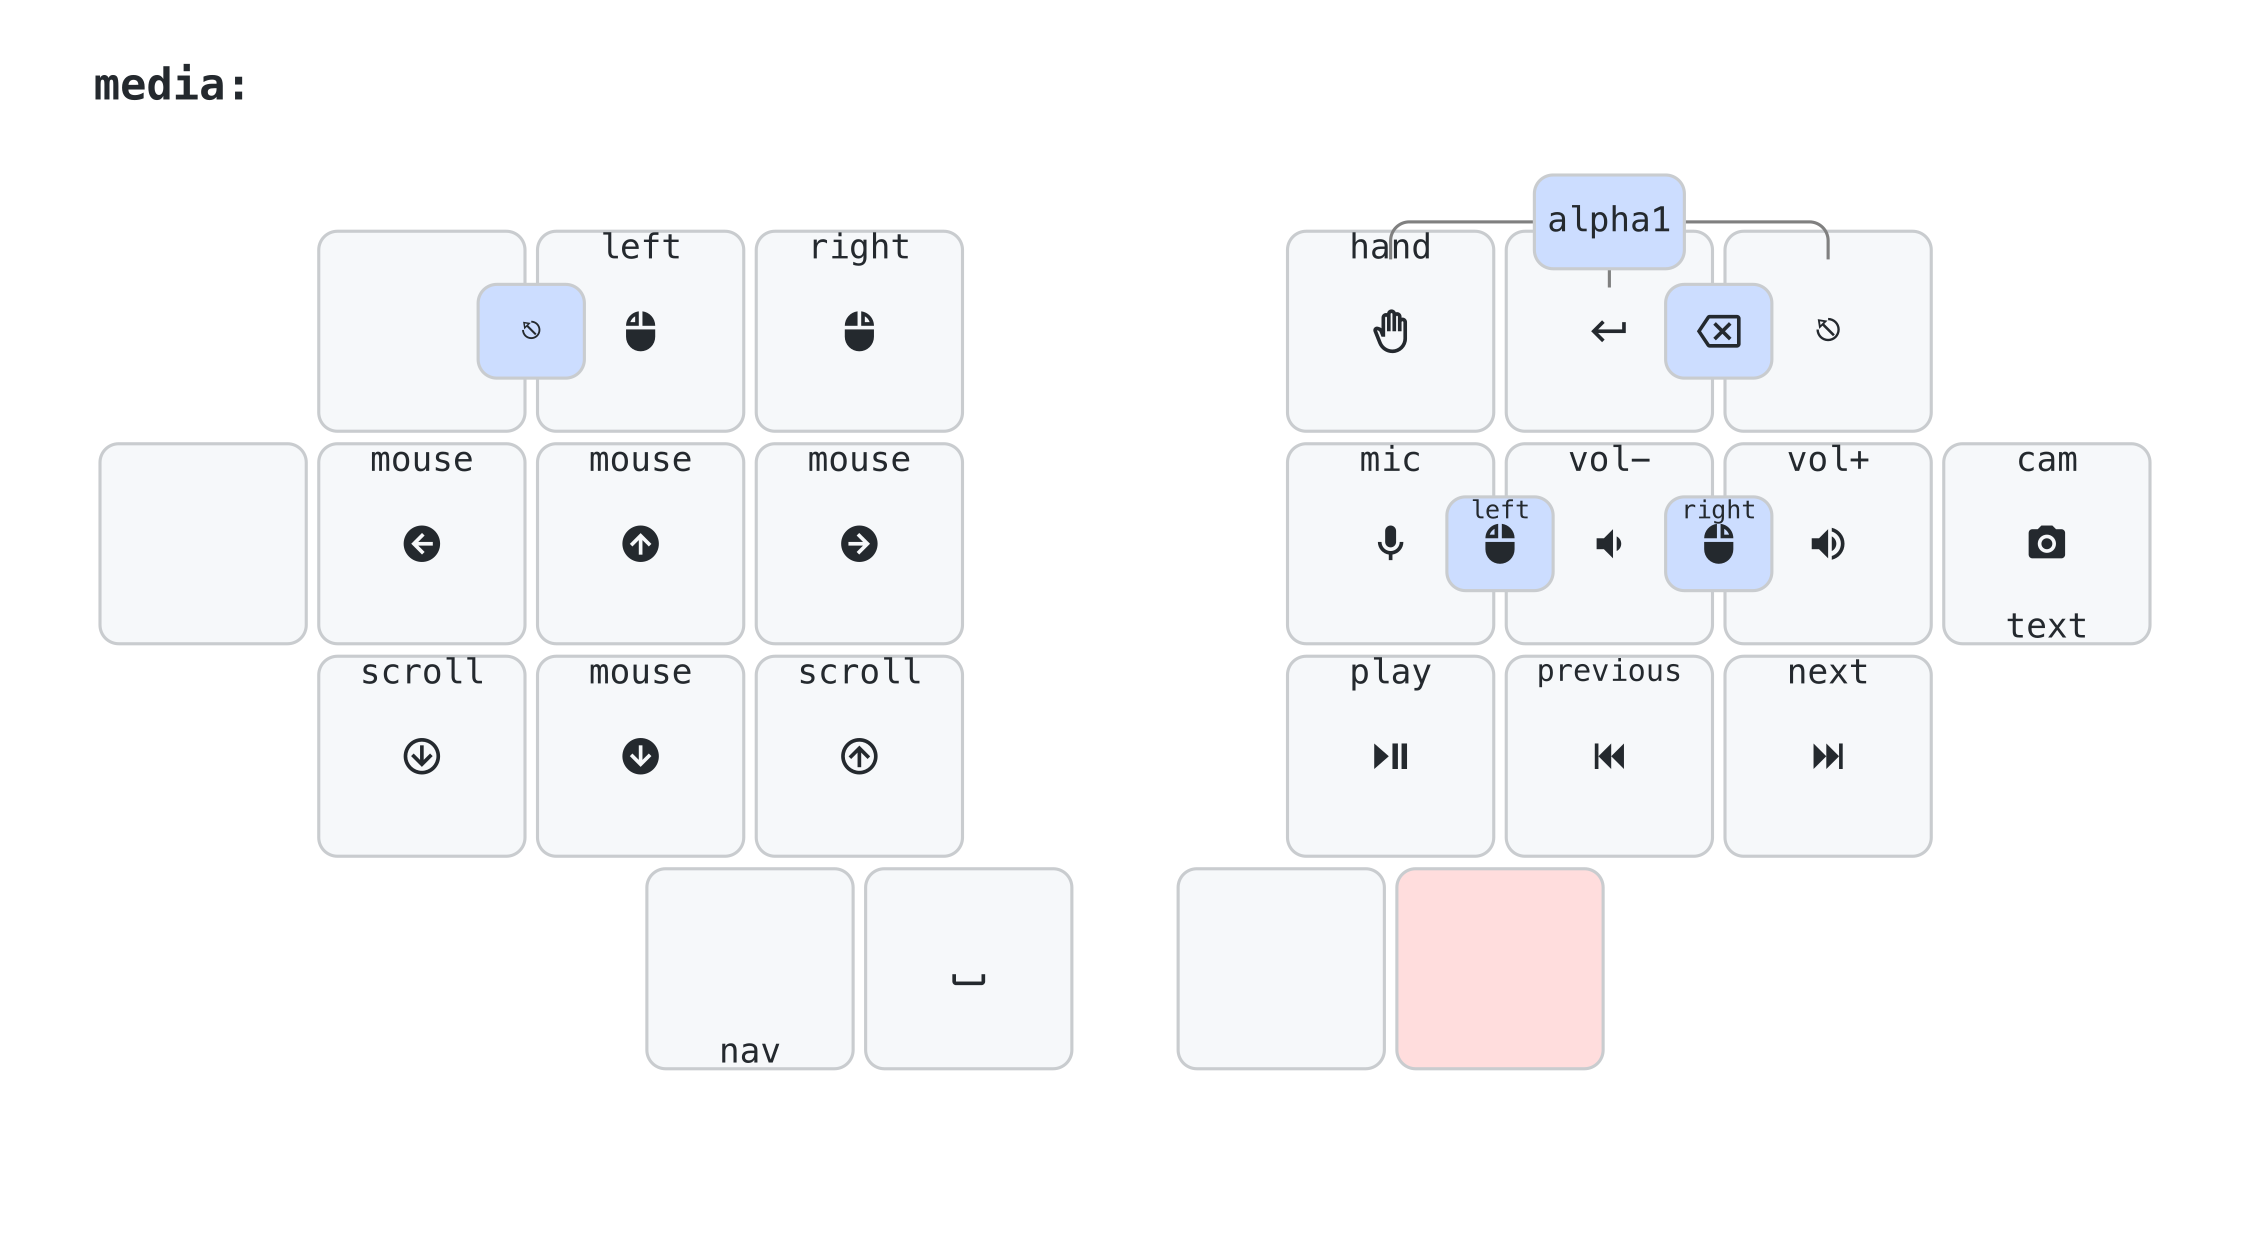 media:
alpha1
left right hand
mouse mouse mouse mic vol− vol+ cam
left right
text
scroll mouse scroll play previous next
nav